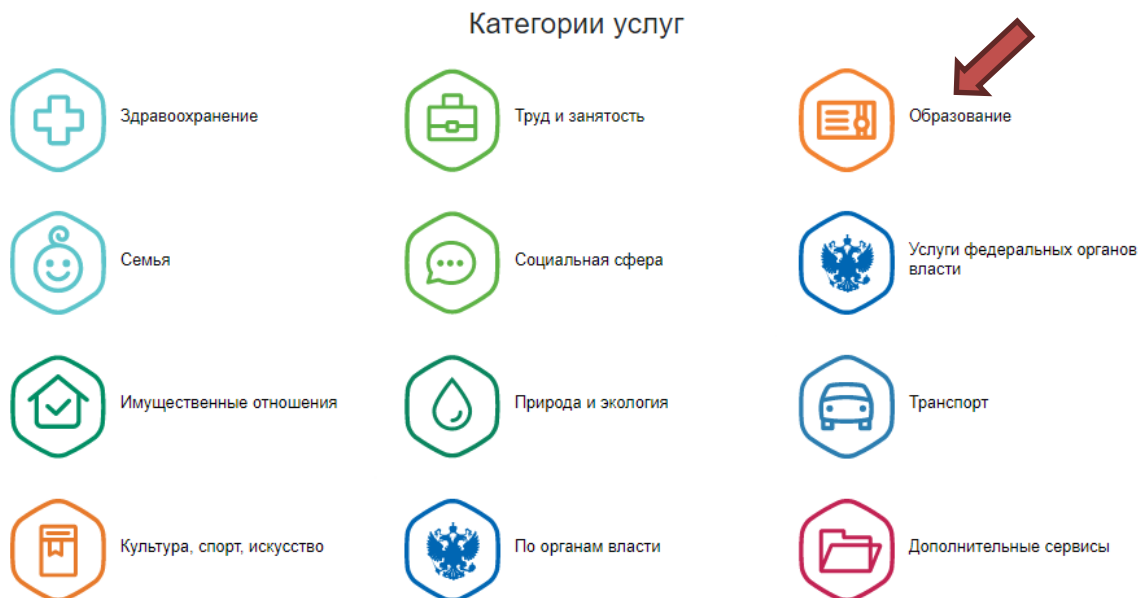 Категории услуг
Здравоохранение
Труд и занятость
Образование
Семья
Социальная сфера
Услуги федеральных органов
власти
Имущественные отношения
Природа и экология
Транспорт
Культура, спорт, искусство
По органам власти
Дополнительные сервисы